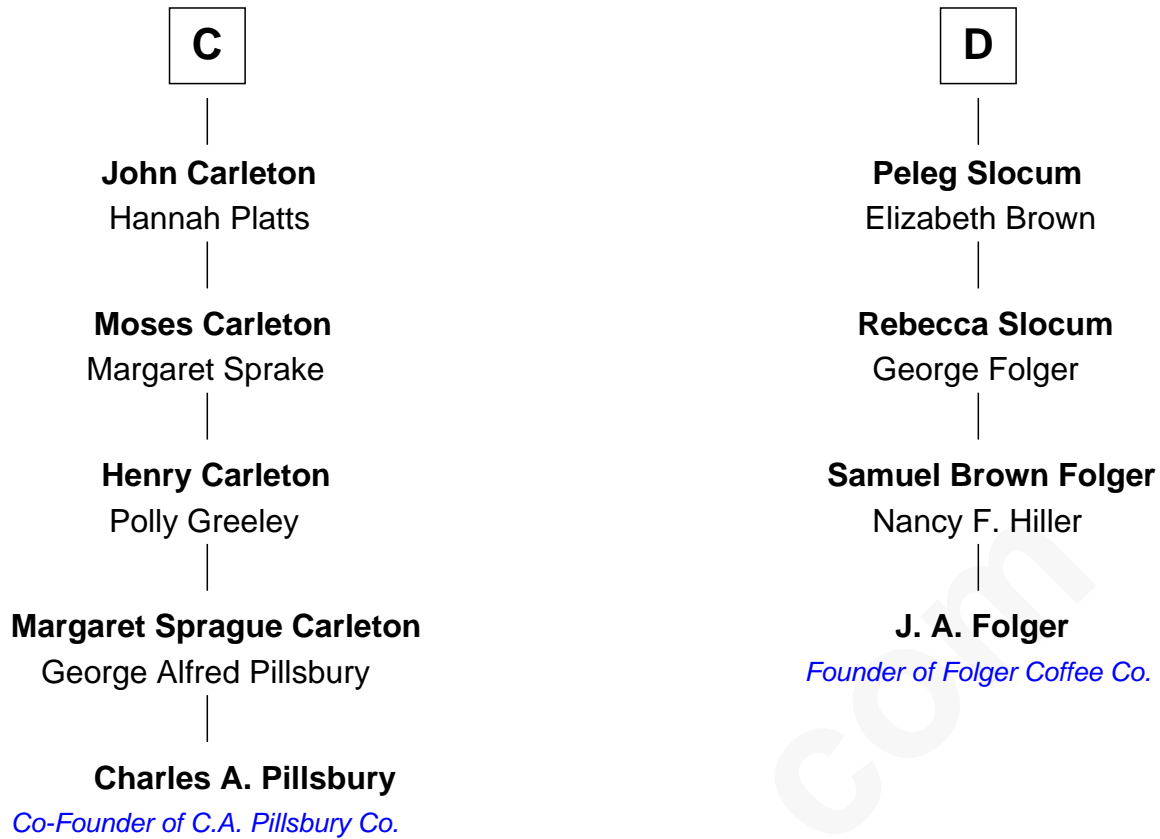 C
John Carleton
Hannah Platts
Moses Carleton
Margaret Sprake
Henry Carleton
Polly Greeley
Margaret Sprague Carleton
George Alfred Pillsbury
Charles A. Pillsbury
Co-Founder of C.A. Pillsbury Co.
D
Peleg Slocum
Elizabeth Brown
Rebecca Slocum
George Folger
Samuel Brown Folger
Nancy F. Hiller
J. A. Folger
Founder of Folger Coffee Co.
com